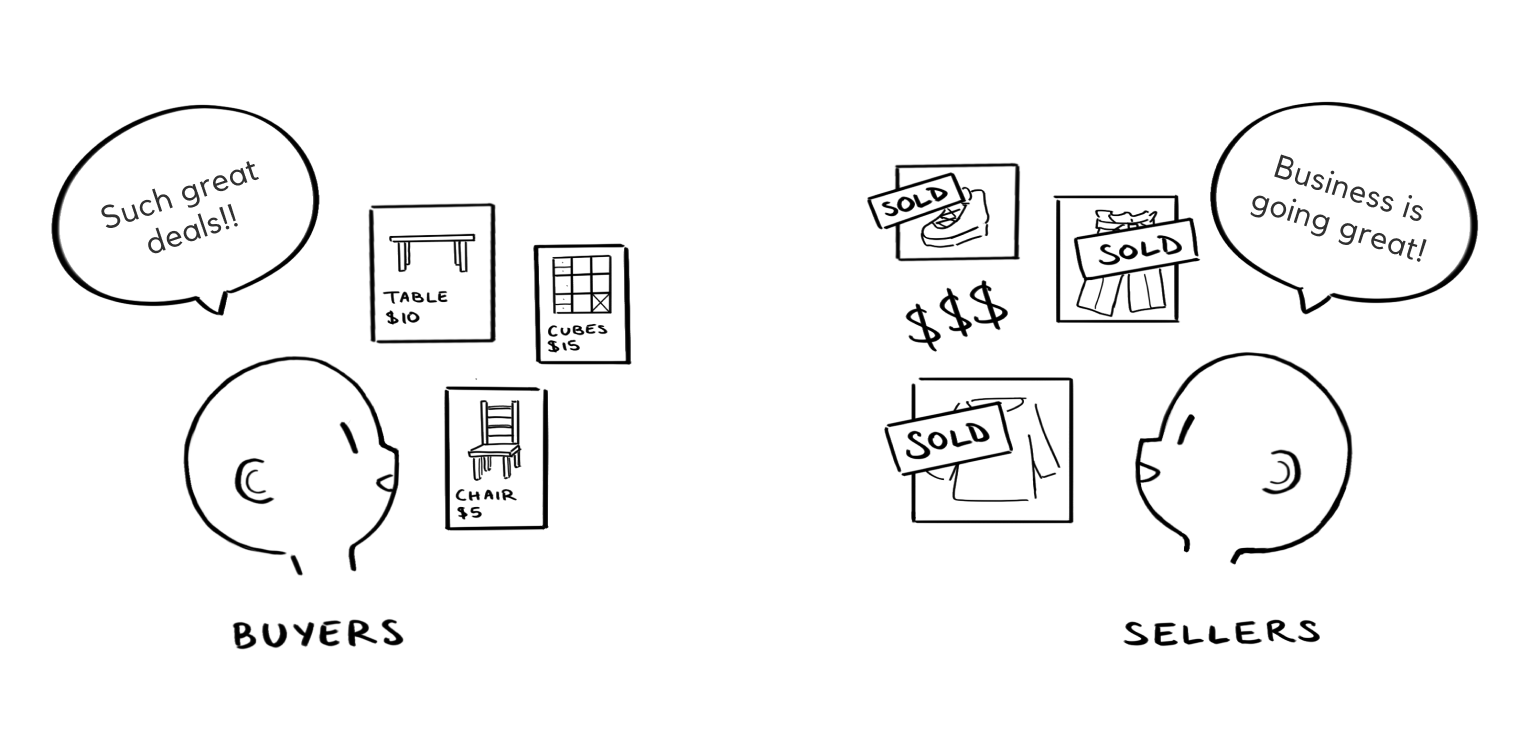 Such great
deals!!
TABLE
$10
CUBES
$15
CHAIR
$5
BUYERS
SOLD
SOLD
$$$
SOLD
Business is
going great!
SELLERS